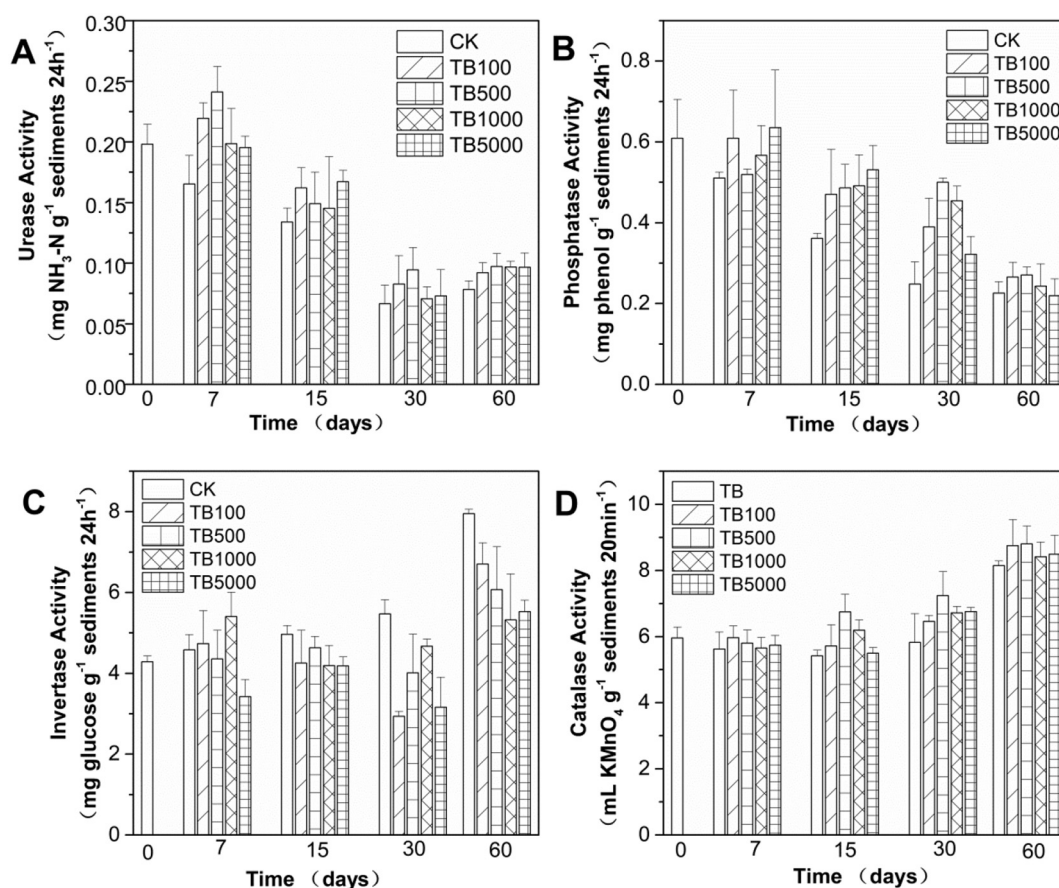 A
Urease Activity
(mg NH₃-N g⁻¹ sediments 24h⁻¹)
0.30
0.25
0.20
0.15
0.10
0.05
0.00
CK
TB100
TB500
TB1000
TB5000
0 7 15 30 60
Time （days）
B
Phosphatase Activity
（mg phenol g⁻¹ sediments 24h⁻¹）
0.8
0.6
0.4
0.2
0.0
CK
TB100
TB500
TB1000
TB5000
0 7 15 30 60
Time （days）
C
Invertase Activity
（mg glucose g⁻¹ sediments 24h⁻¹）
8
6
4
2
0
CK
TB100
TB500
TB1000
TB5000
0 7 15 30 60
Time （days）
D
Catalase Activity
（mL KMnO₄ g⁻¹ sediments 20min⁻¹）
10
8
6
4
2
0
TB
TB100
TB500
TB1000
TB5000
0 7 15 30 60
Time （days）